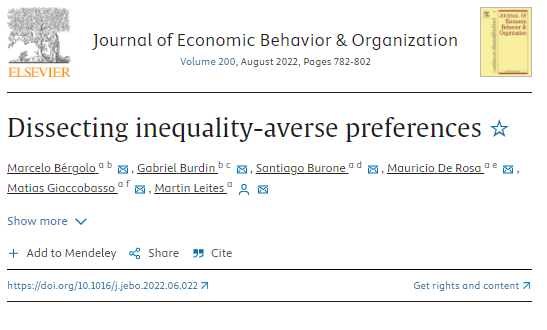 ELSEVIER
Journal of Economic Behavior & Organization
Volume 200, August 2022, Pages 782-802
JOURNAL OF
Economic
Behavior &
Organization
Dissecting inequality-averse preferences
Marcelo Bérgolo a b, Gabriel Burdin b c, Santiago Burone a d, Mauricio De Rosa a e,
Matias Giaccobasso a f, Martin Leites a
Show more
Add to Mendeley Share Cite
https://doi.org/10.1016/j.jebo.2022.06.022 Get rights and content